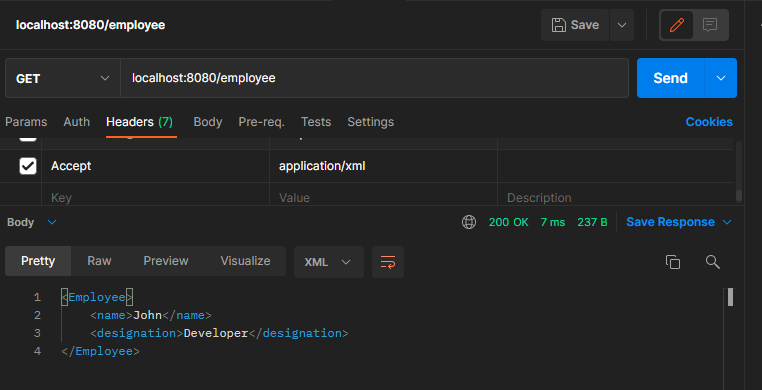 localhost:8080/employee
Save
GET localhost:8080/employee Send
Params Auth Headers (7) Body Pre-req. Tests Settings Cookies
Accept application/xml
Key Value Description
Body 200 OK 7 ms 237 B Save Response
Pretty Raw Preview Visualize XML
1 <Employee>
2 <name>John</name>
3 <designation>Developer</designation>
4 </Employee>